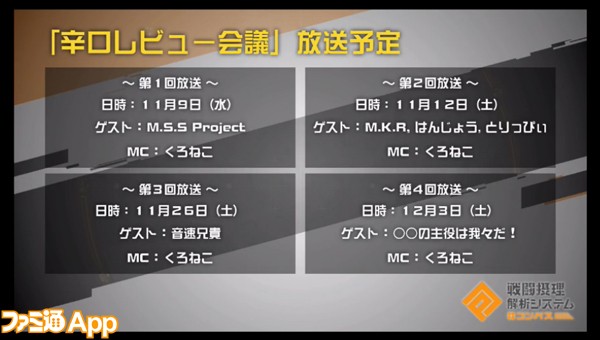 「辛口レビュー会議」放送予定
～ 第１回放送 ～
日時：１１月９日（水）
ゲスト：M.S.S Project
MC：くろねこ
～ 第２回放送 ～
日時：１１月１２日（土）
ゲスト：M.K.R, はんじょう, とりっぴぃ
MC：くろねこ
～ 第３回放送 ～
日時：１１月２６日（土）
ゲスト：音速兄貴
MC：くろねこ
～ 第４回放送 ～
日時：１２月３日（土）
ゲスト：○○の主役は我々だ！
MC：くろねこ
戦闘摂理
解析システム
#コンパス
ファミ通App